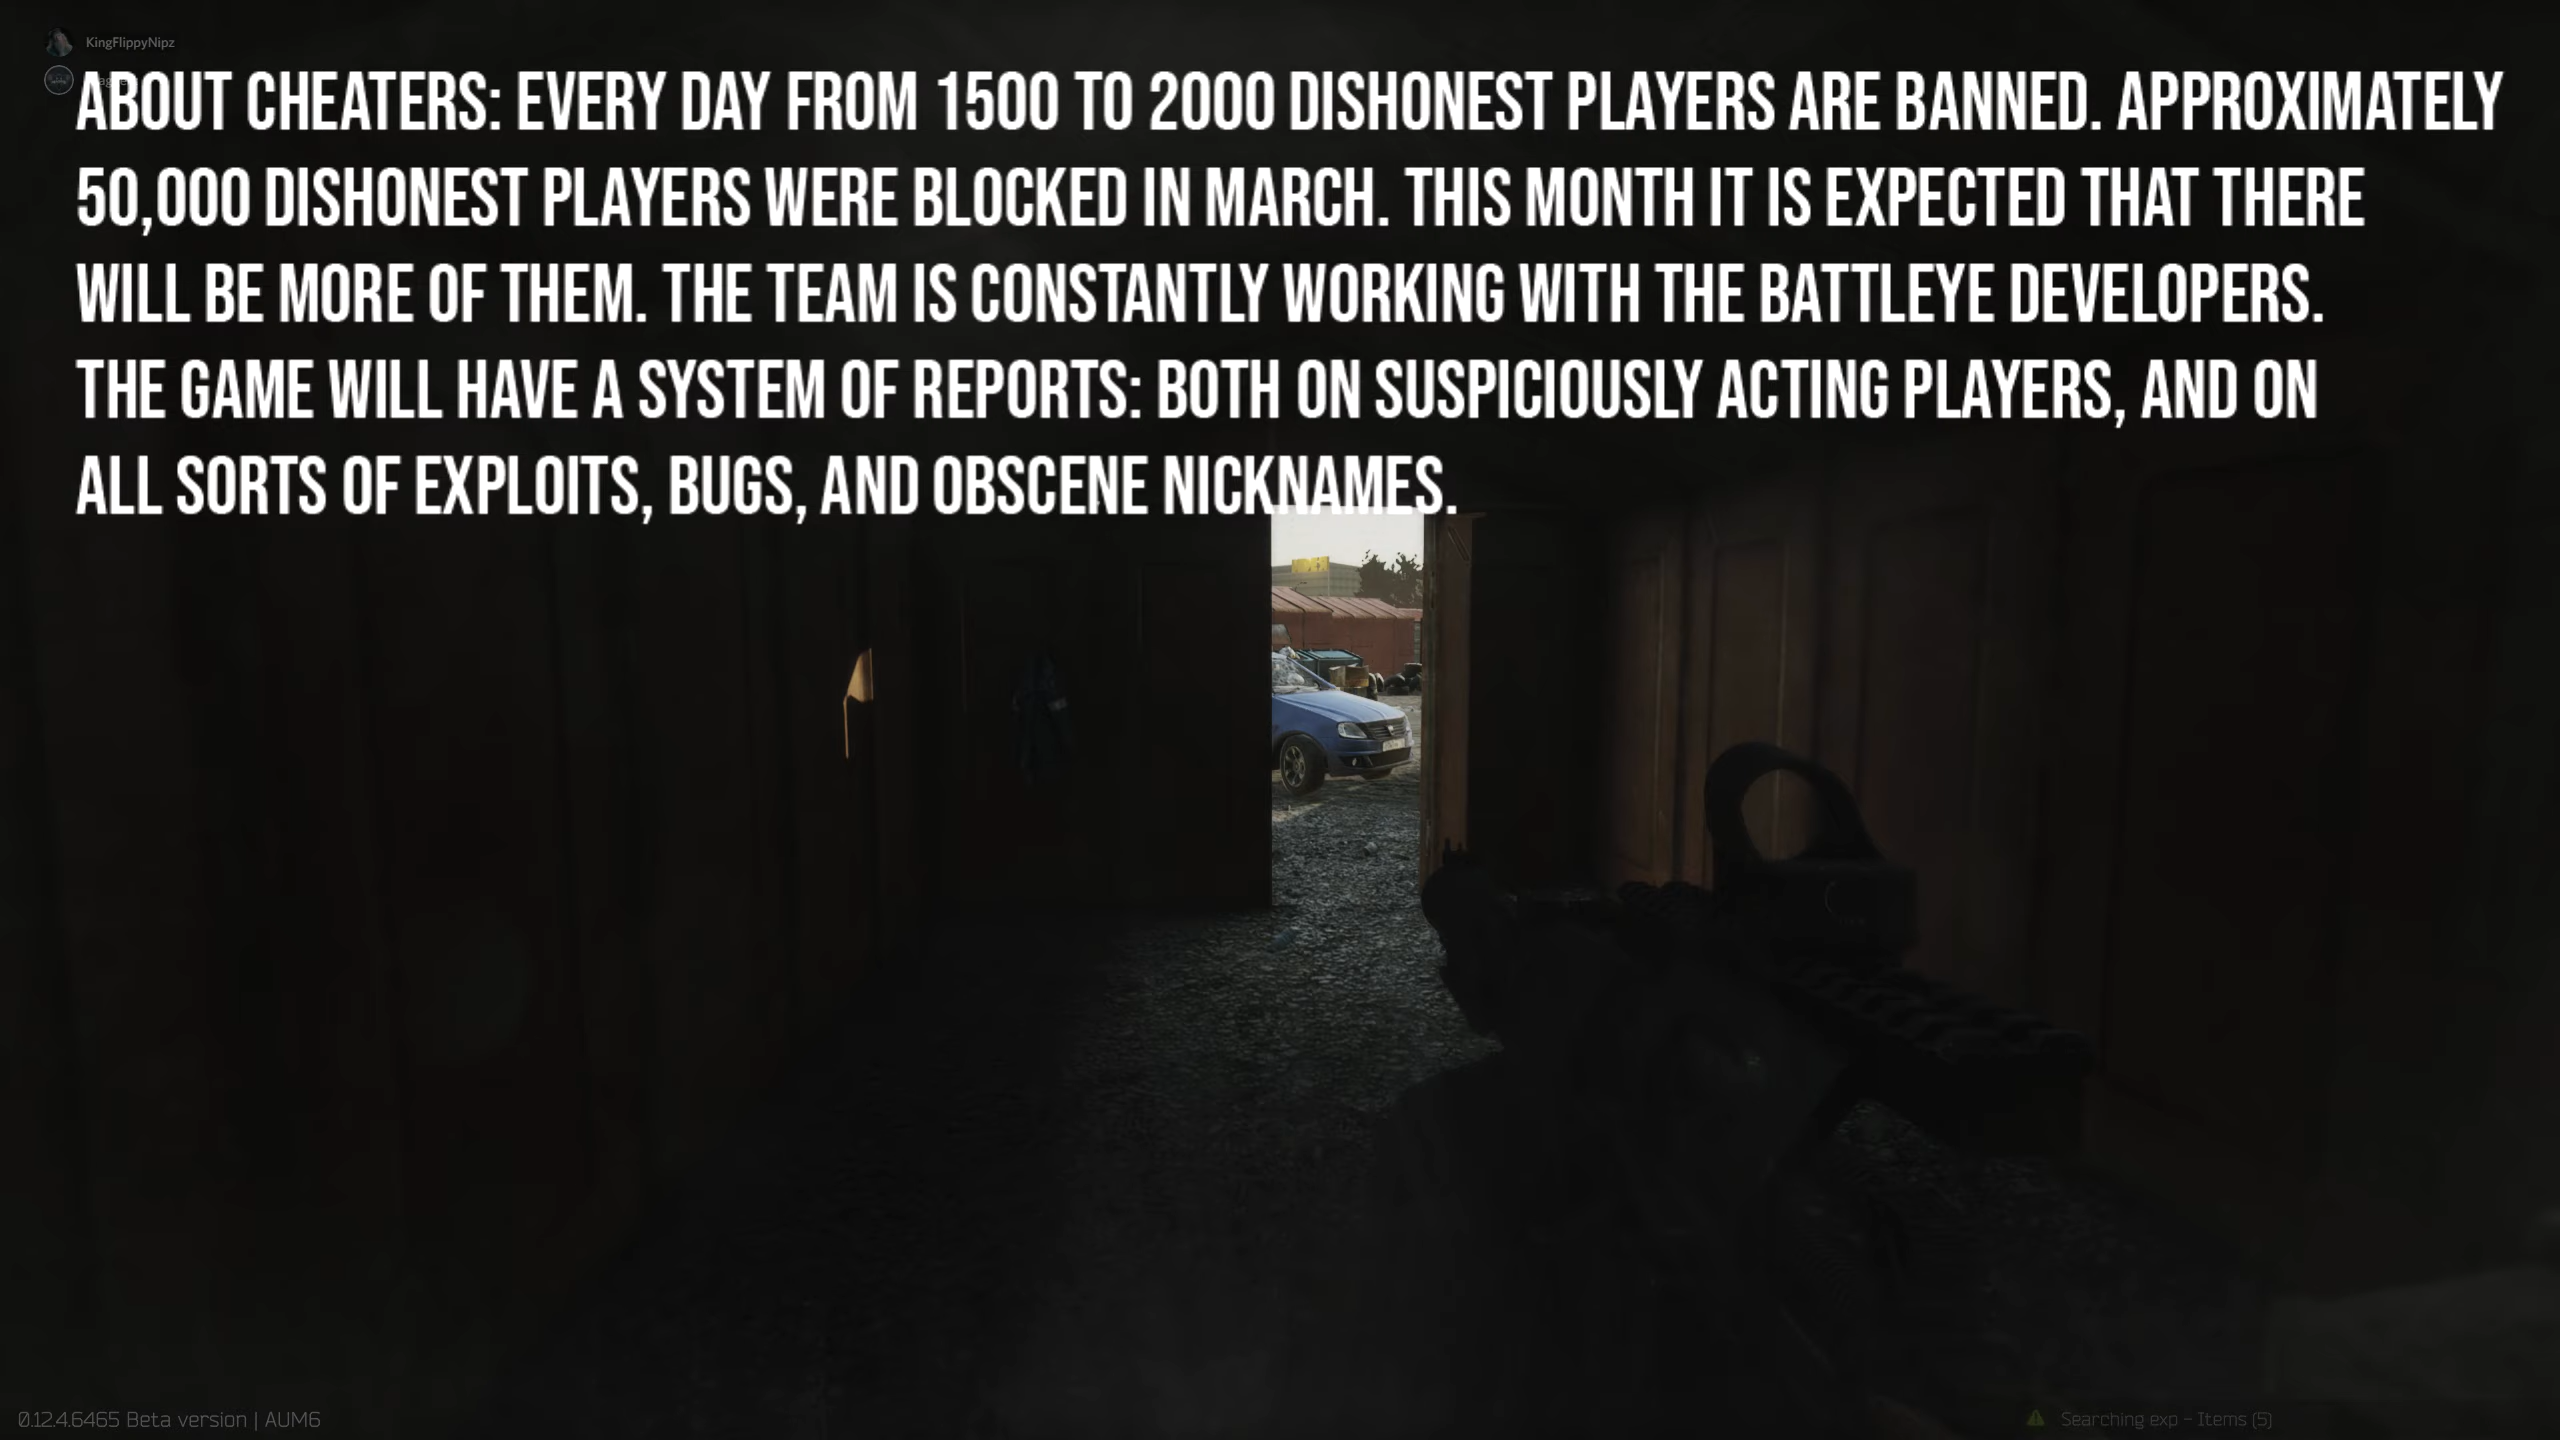 KingFlippyNipz
ABOUT CHEATERS: EVERY DAY FROM 1500 TO 2000 DISHONEST PLAYERS ARE BANNED. APPROXIMATELY
50,000 DISHONEST PLAYERS WERE BLOCKED IN MARCH. THIS MONTH IT IS EXPECTED THAT THERE
WILL BE MORE OF THEM. THE TEAM IS CONSTANTLY WORKING WITH THE BATTLEYE DEVELOPERS.
THE GAME WILL HAVE A SYSTEM OF REPORTS: BOTH ON SUSPICIOUSLY ACTING PLAYERS, AND ON
ALL SORTS OF EXPLOITS, BUGS, AND OBSCENE NICKNAMES.
0.12.4.6465 Beta version | AUM6
Searching exp – Items (5)